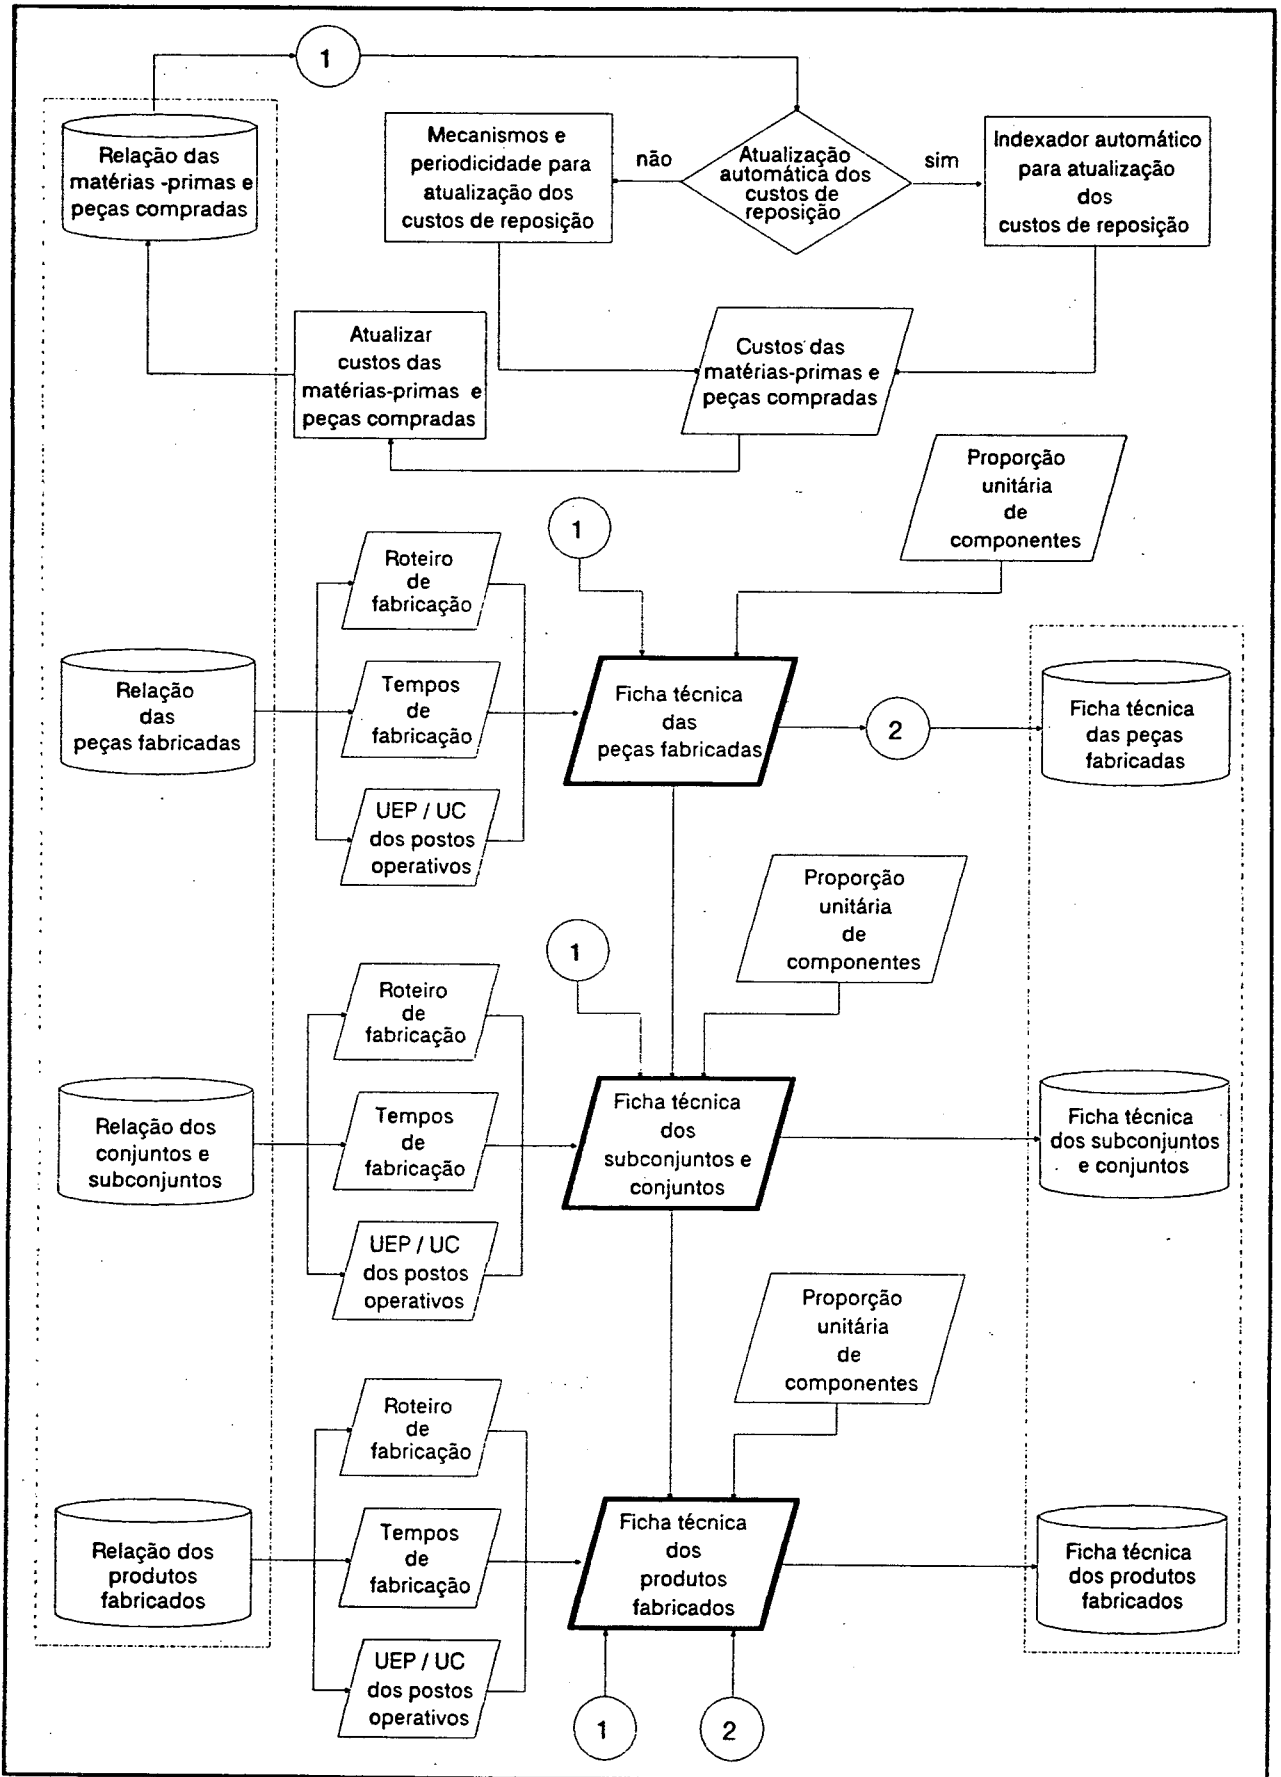 1
Relação das
matérias -primas e
peças compradas
Mecanismos e
periodicidade para
atualização dos
custos de reposição
não
Atualização
automática dos
custos de
reposição
sim
Indexador automático
para atualização
dos
custos de reposição
Atualizar
custos das
matérias-primas e
peças compradas
Custos das
matérias-primas e
peças compradas
Proporção
unitária
de
componentes
1
Roteiro
de
fabricação
Relação
das
peças fabricadas
Tempos
de
fabricação
UEP / UC
dos postos
operativos
Ficha técnica
das
peças fabricadas
2
Ficha técnica
das peças
fabricadas
Proporção
unitária
de
componentes
1
Roteiro
de
fabricação
Relação dos
conjuntos e
subconjuntos
Tempos
de
fabricação
UEP / UC
dos postos
operativos
Ficha técnica
dos
subconjuntos e
conjuntos
Ficha técnica
dos subconjuntos
e conjuntos
Proporção
unitária
de
componentes
Roteiro
de
fabricação
Relação dos
produtos
fabricados
Tempos
de
fabricação
UEP / UC
dos postos
operativos
Ficha técnica
dos
produtos
fabricados
Ficha técnica
dos produtos
fabricados
1
2